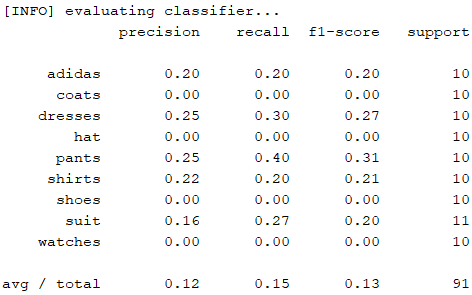 [INFO] evaluating classifier...
precision recall f1-score support
adidas 0.20 0.20 0.20 10
coats 0.00 0.00 0.00 10
dresses 0.25 0.30 0.27 10
hat 0.00 0.00 0.00 10
pants 0.25 0.40 0.31 10
shirts 0.22 0.20 0.21 10
shoes 0.00 0.00 0.00 10
suit 0.16 0.27 0.20 11
watches 0.00 0.00 0.00 10
avg / total 0.12 0.15 0.13 91